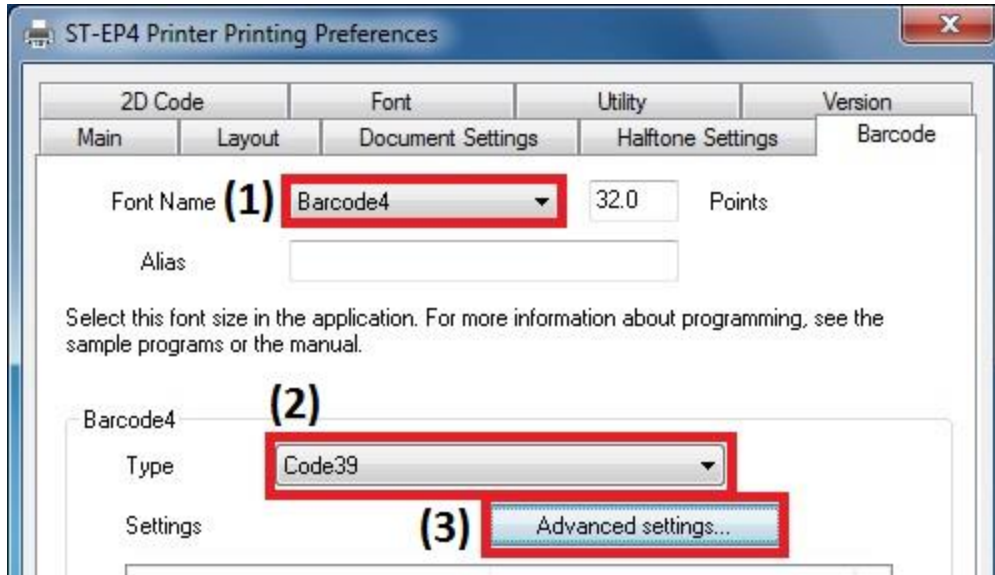 ST-EP4 Printer Printing Preferences
2D Code Font Utility Version
Main Layout Document Settings Halftone Settings Barcode
Font Name (1) Barcode4 32.0 Points
Alias
Select this font size in the application. For more information about programming, see the
sample programs or the manual.
(2)
Barcode4
Type Code39
Settings (3) Advanced settings...